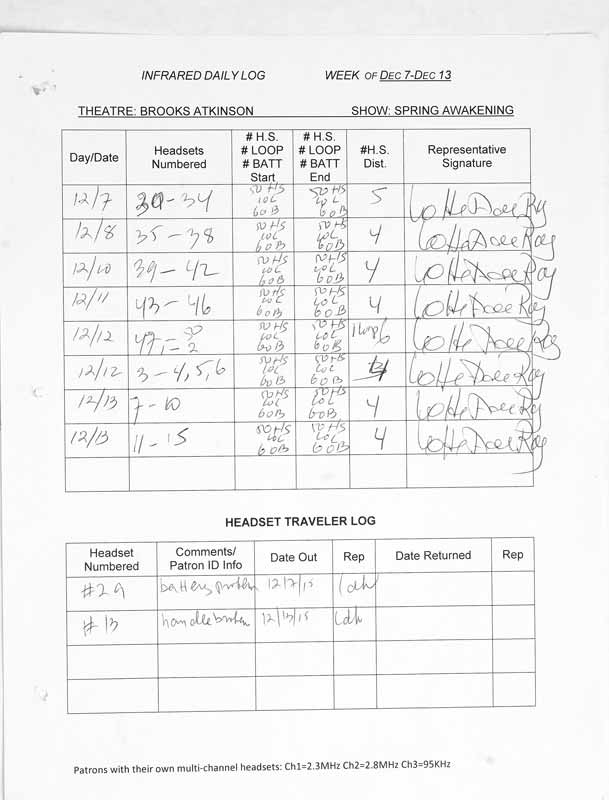 INFRARED DAILY LOG WEEK OF DEC 7-DEC 13
THEATRE: BROOKS ATKINSON SHOW: SPRING AWAKENING
Day/Date Headsets Numbered # H.S. # LOOP # BATT Start # H.S. # LOOP # BATT End #H.S. Dist. Representative Signature
12/7 30-34 50 HS 10L 60B 50 HS 10L 60B 5
12/8 35-38 50 HS 10L 60B 50 HS 10L 60B 4
12/10 39-42 50 HS 10L 60B 50 HS 10L 60B 4
12/11 43-46 50 HS 10L 60B 50 HS 10L 60B 4
12/12 47-50 1-2 50 HS 10L 60B 50 HS 10L 60B 1 loop 6
12/12 3-4, 5, 6 50 HS 10L 60B 50 HS 10L 60B 4
12/13 7-10 50 HS 10L 60B 50 HS 10L 60B 4
12/13 11-15 50 HS 10L 60B 50 HS 10L 60B 4
HEADSET TRAVELER LOG
Headset Numbered Comments/ Patron ID Info Date Out Rep Date Returned Rep
#29 battery problem 12/7/15 Ldh
#13 handle broken 12/13/15 Ldh
Patrons with their own multi-channel headsets: Ch1=2.3MHz Ch2=2.8MHz Ch3=95KHz